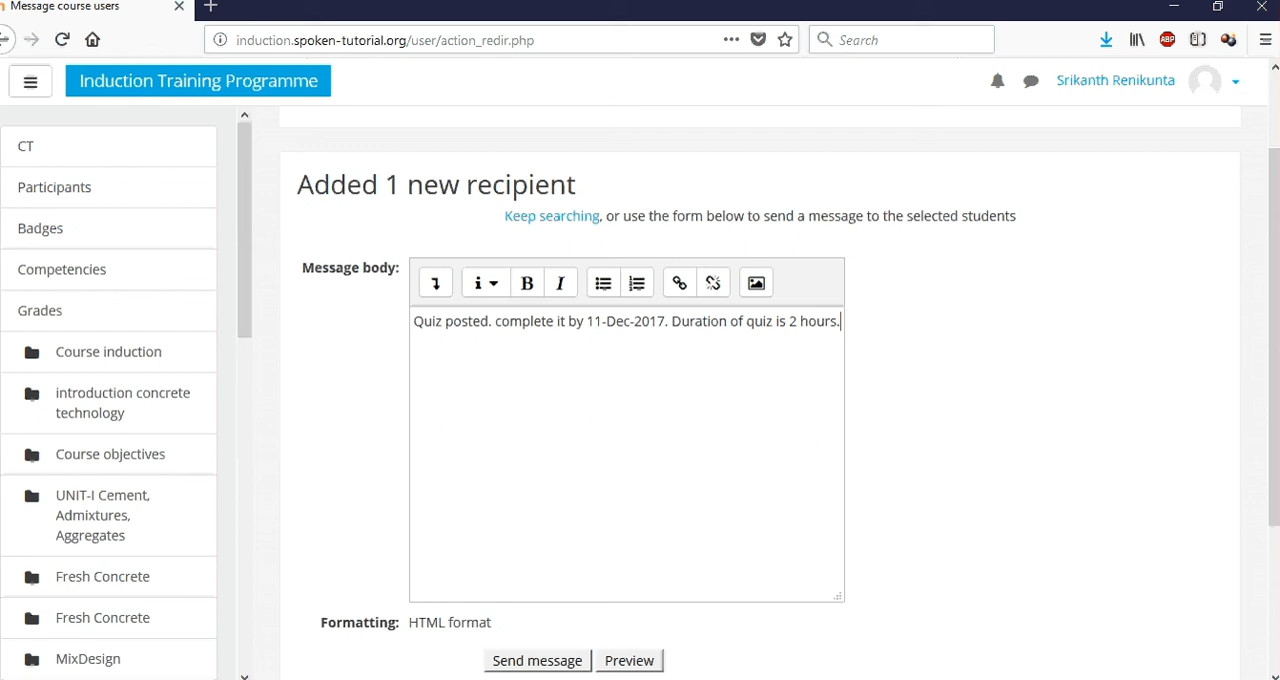 Message course users
induction.spoken-tutorial.org/user/action_redir.php
Search
ABP
Induction Training Programme
Srikanth Renikunta
CT
Participants
Badges
Competencies
Grades
Course induction
introduction concrete
technology
Course objectives
UNIT-I Cement,
Admixtures,
Aggregates
Fresh Concrete
Fresh Concrete
MixDesign
Added 1 new recipient
Keep searching, or use the form below to send a message to the selected students
Message body:
i B I
Quiz posted. complete it by 11-Dec-2017. Duration of quiz is 2 hours.
Formatting: HTML format
Send message Preview